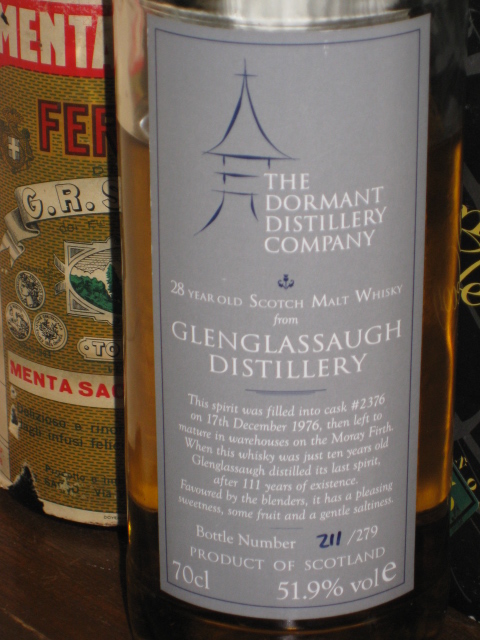 MENTA
FER
G.R.S
MENTA SAC
THE
DORMANT
DISTILLERY
COMPANY
28 YEAR OLD SCOTCH MALT WHISKY
from
GLENGLASSAUGH
DISTILLERY
This spirit was filled into cask #2376
on 17th December 1976, then left to
mature in warehouses on the Moray Firth.
When this whisky was just ten years old
Glenglassaugh distilled its last spirit,
after 111 years of existence.
Favoured by the blenders, it has a pleasing
sweetness, some fruit and a gentle saltiness.
Bottle Number 211 /279
PRODUCT OF SCOTLAND
70cl 51.9% vol e